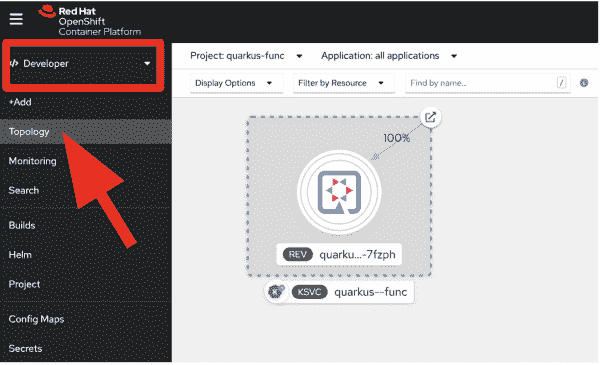 Red Hat
OpenShift
Container Platform
</> Developer
+Add
Topology
Monitoring
Search
Builds
Helm
Project
Config Maps
Secrets
Project: quarkus-func
Application: all applications
Display Options
Filter by Resource
Find by name...
/
100%
REV quarku...-7fzph
KSVC quarkus--func